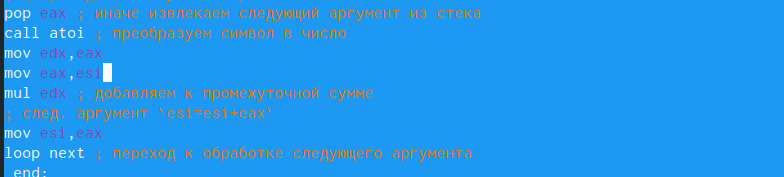 pop eax ; иначе извлекаем следующий аргумент из стека
call atoi ; преобразуем символ в число
mov edx,eax
mov eax,esi
mul edx ; добавляем к промежуточной сумме
; след. аргумент `esi=esi+eax`
mov esi,eax
loop next ; переход к обработке следующего аргумента
_end: